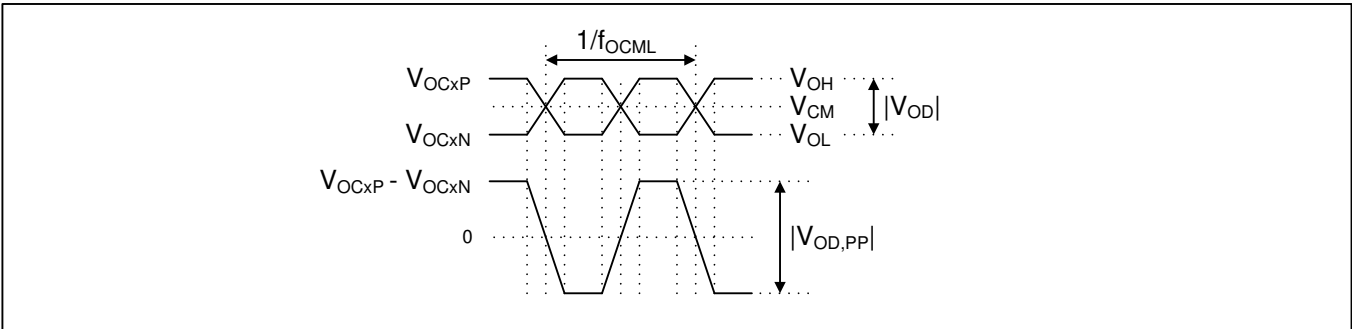 1/fOCML
VOCxP
VOH
VCM
|VOD|
VOCxN
VOL
VOCxP - VOCxN
0
|VOD,PP|